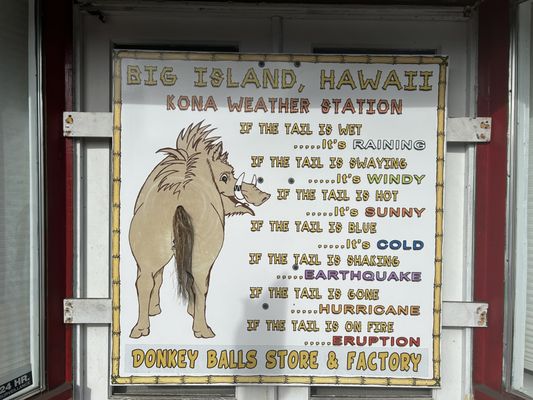 BIG ISLAND, HAWAII
KONA WEATHER STATION
IF THE TAIL IS WET
.....It's RAINING
IF THE TAIL IS SWAYING
.....It's WINDY
IF THE TAIL IS HOT
.....It's SUNNY
IF THE TAIL IS BLUE
.....It's COLD
IF THE TAIL IS SHAKING
.....EARTHQUAKE
IF THE TAIL IS GONE
.....HURRICANE
IF THE TAIL IS ON FIRE
.....ERUPTION
DONKEY BALLS STORE & FACTORY
24 HR.